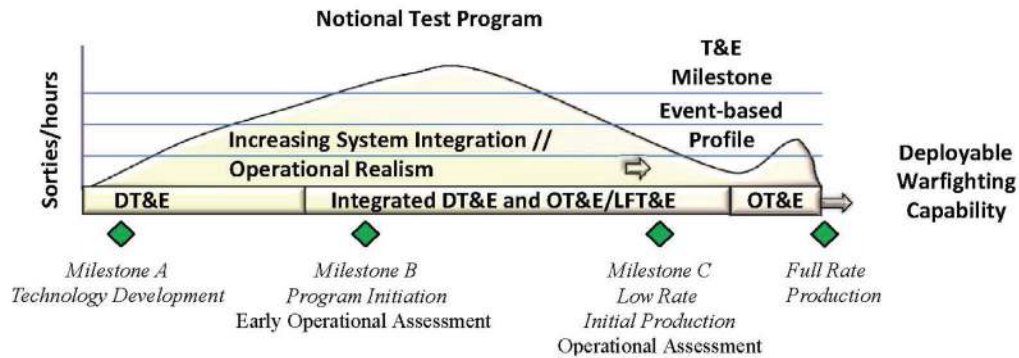 Notional Test Program
T&E
Milestone
Event-based
Profile
Sorties/hours
Increasing System Integration //
Operational Realism
Deployable
Warfighting
Capability
DT&E
Integrated DT&E and OT&E/LFT&E
OT&E
Milestone A
Technology Development
Milestone B
Program Initiation
Early Operational Assessment
Milestone C
Low Rate
Initial Production
Operational Assessment
Full Rate
Production